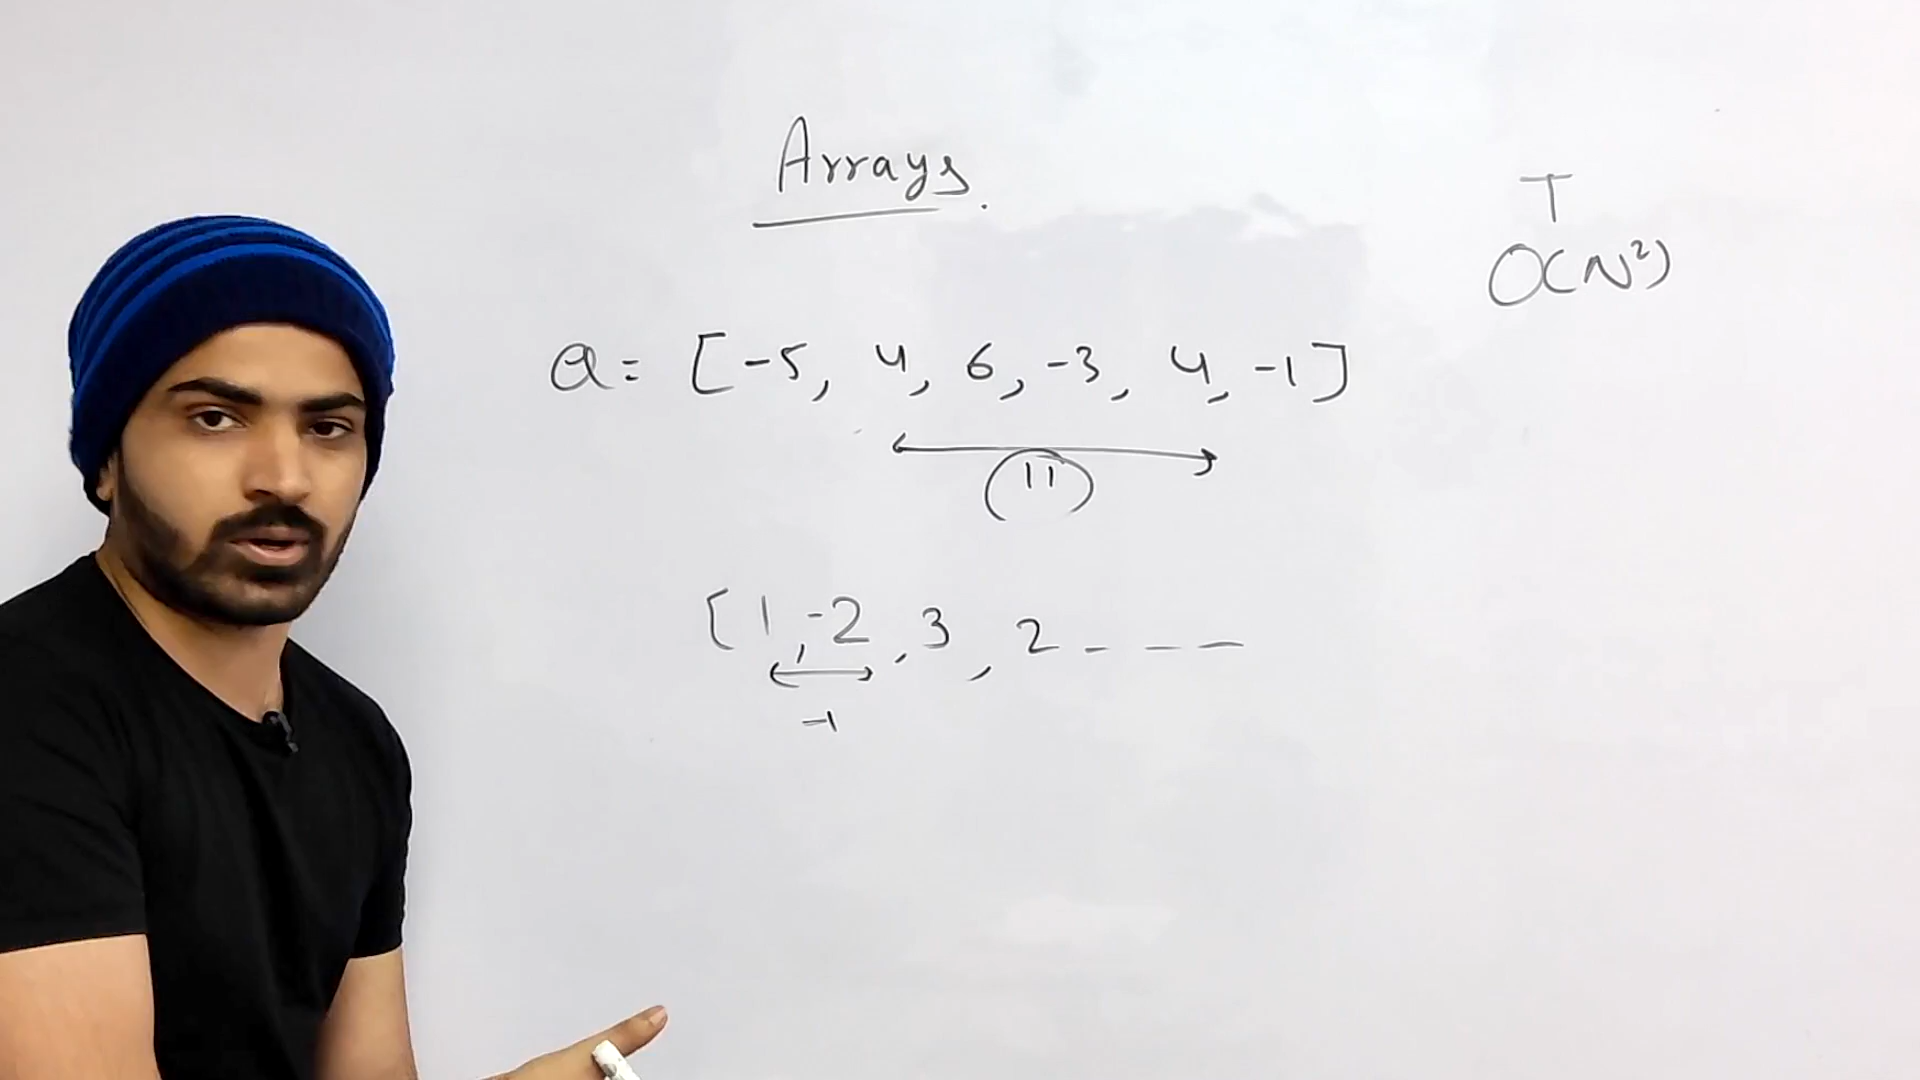 Arrays.
T
O(N²)
a = [-5, 4, 6, -3, 4, -1]
11
[1, -2, 3, 2 - - -
-1